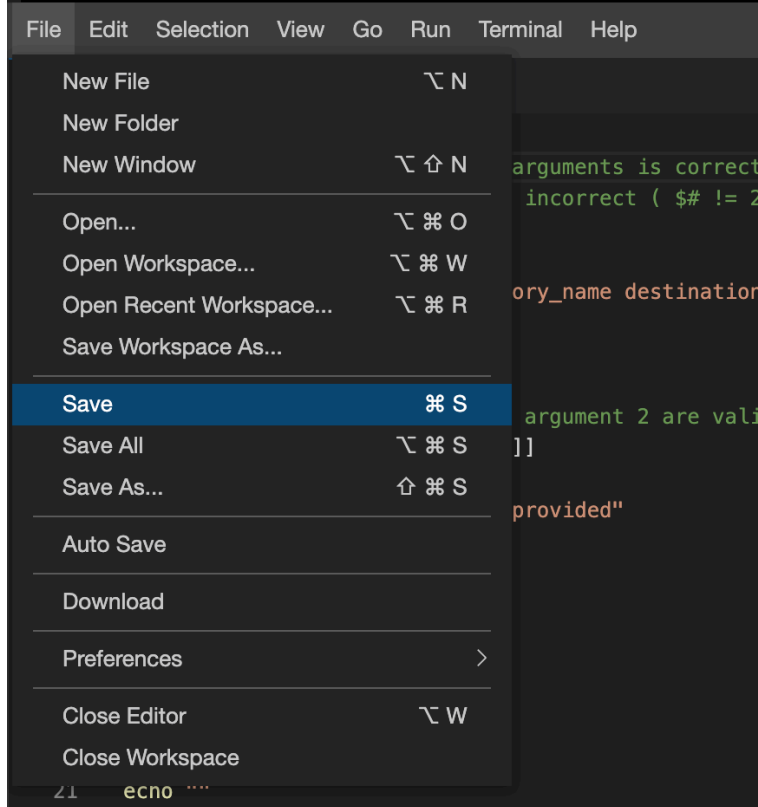 File Edit Selection View Go Run Terminal Help
New File ⌥ N
New Folder
New Window ⌥ ⇧ N
arguments is correct
Open... ⌥ ⌘ O
incorrect ( $# != 2
Open Workspace... ⌥ ⌘ W
Open Recent Workspace... ⌥ ⌘ R
ory_name destination
Save Workspace As...
Save ⌘ S
argument 2 are vali
Save All ⌥ ⌘ S
]]
Save As... ⇧ ⌘ S
provided"
Auto Save
Download
Preferences
Close Editor ⌥ W
Close Workspace
21 echo ""